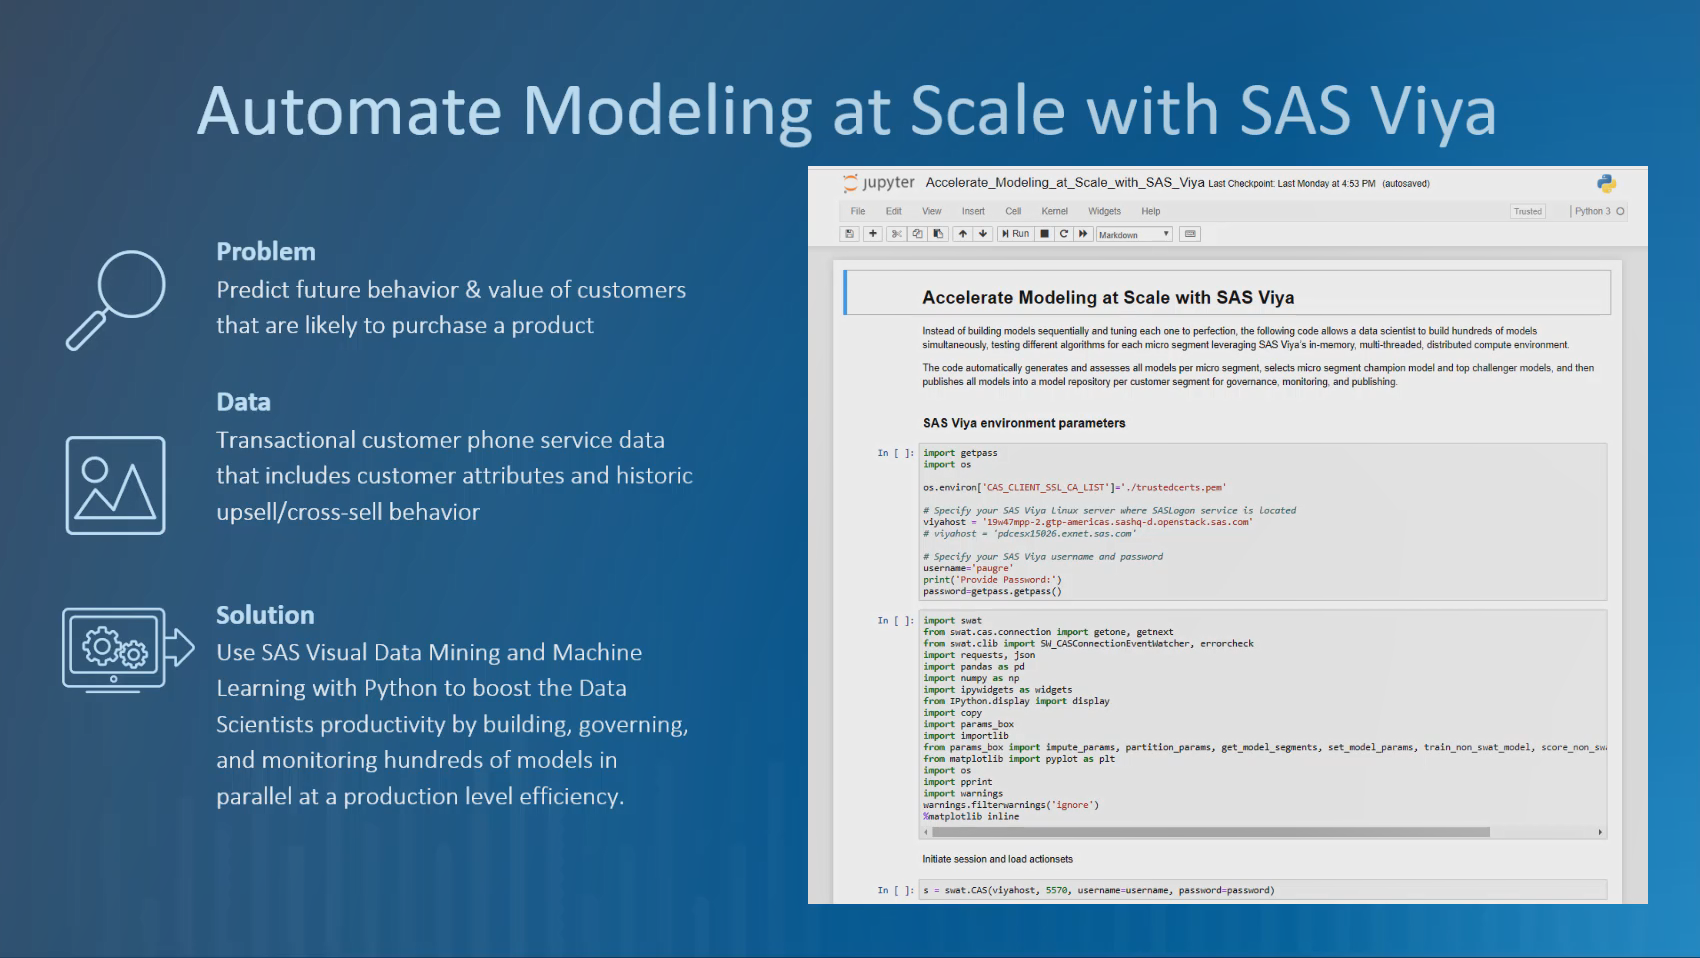 Automate Modeling at Scale with SAS Viya
Problem
Predict future behavior & value of customers
that are likely to purchase a product
Data
Transactional customer phone service data
that includes customer attributes and historic
upsell/cross-sell behavior
Solution
Use SAS Visual Data Mining and Machine
Learning with Python to boost the Data
Scientists productivity by building, governing,
and monitoring hundreds of models in
parallel at a production level efficiency.
jupyter Accelerate_Modeling_at_Scale_with_SAS_Viya Last Checkpoint: Last Monday at 4:53 PM (autosaved)
File Edit View Insert Cell Kernel Widgets Help Trusted Python 3
Run Markdown
Accelerate Modeling at Scale with SAS Viya
Instead of building models sequentially and tuning each one to perfection, the following code allows a data scientist to build hundreds of models
simultaneously, testing different algorithms for each micro segment leveraging SAS Viya's in-memory, multi-threaded, distributed compute environment.
The code automatically generates and assesses all models per micro segment, selects micro segment champion model and top challenger models, and then
publishes all models into a model repository per customer segment for governance, monitoring, and publishing.
SAS Viya environment parameters
In [ ]: import getpass
import os
os.environ['CAS_CLIENT_SSL_CA_LIST']='./trustedcerts.pem'
# Specify your SAS Viya Linux server where SASLogon service is located
viyahost = '19w47mpp-2.gtp-americas.sashq-d.openstack.sas.com'
# viyahost = 'pdcesx15026.exnet.sas.com'
# Specify your SAS Viya username and password
username='paugre'
print('Provide Password:')
password=getpass.getpass()
In [ ]: import swat
from swat.cas.connection import getone, getnext
from swat.clib import SW_CASConnectionEventWatcher, errorcheck
import requests, json
import pandas as pd
import numpy as np
import ipywidgets as widgets
from IPython.display import display
import copy
import params_box
import importlib
from params_box import impute_params, partition_params, get_model_segments, set_model_params, train_non_swat_model, score_non_sw
from matplotlib import pyplot as plt
import os
import pprint
import warnings
warnings.filterwarnings('ignore')
%matplotlib inline
Initiate session and load actionsets
In [ ]: s = swat.CAS(viyahost, 5570, username=username, password=password)